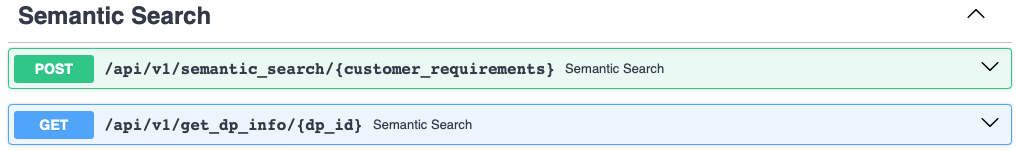 Semantic Search
POST /api/v1/semantic_search/{customer_requirements} Semantic Search
GET /api/v1/get_dp_info/{dp_id} Semantic Search